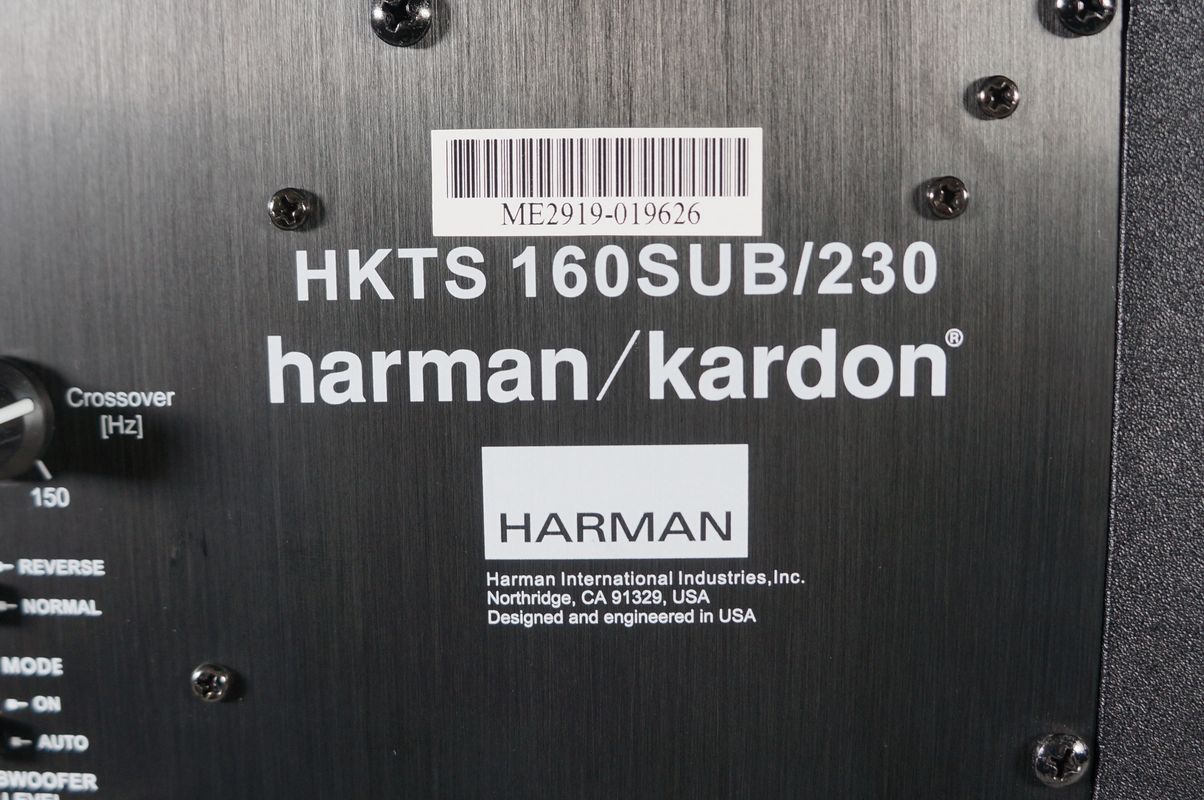 ME2919-019626
HKTS 160SUB/230
harman/kardon®
Crossover
[Hz]
150
HARMAN
Harman International Industries,Inc.
Northridge, CA 91329, USA
Designed and engineered in USA
REVERSE
NORMAL
MODE
ON
AUTO